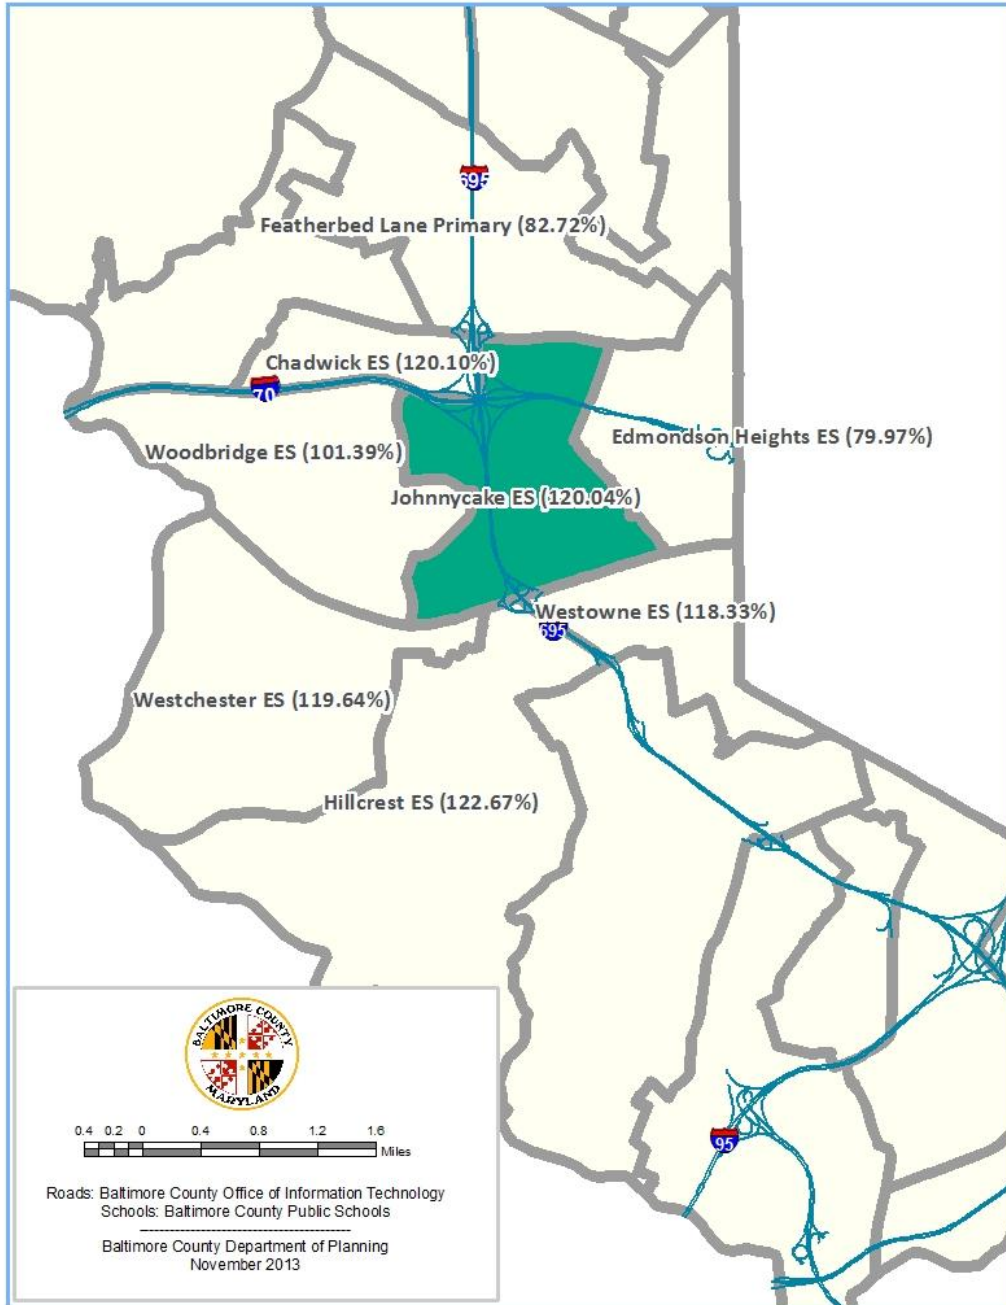 695
Featherbed Lane Primary (82.72%)
Chadwick ES (120.10%)
70
Edmondson Heights ES (79.97%)
Woodbridge ES (101.39%)
Johnnycake ES (120.04%)
Westowne ES (118.33%)
695
Westchester ES (119.64%)
Hillcrest ES (122.67%)
95
BALTIMORE COUNTY
MARYLAND
0.4 0.2 0 0.4 0.8 1.2 1.6
Miles
Roads: Baltimore County Office of Information Technology
Schools: Baltimore County Public Schools
Baltimore County Department of Planning
November 2013